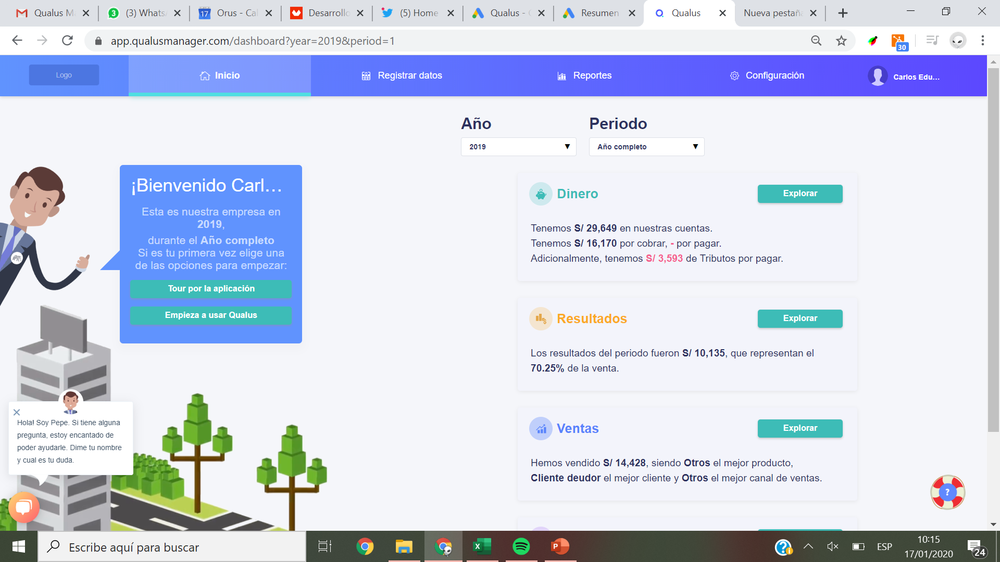 Qualus M
3
(3) Whats
17
Orus - Cal
Desarrollo
(5) Home
Qualus -
Resumen
Qualus
Nueva pestaña
app.qualusmanager.com/dashboard?year=2019&period=1
30
Logo
Inicio
Registrar datos
Reportes
Configuración
Carlos Edu...
Año
Periodo
2019
Año completo
¡Bienvenido Carl...
Esta es nuestra empresa en
2019,
durante el Año completo
Si es tu primera vez elige una
de las opciones para empezar:
Tour por la aplicación
Empieza a usar Qualus
Dinero
Explorar
Tenemos S/ 29,649 en nuestras cuentas.
Tenemos S/ 16,170 por cobrar, - por pagar.
Adicionalmente, tenemos S/ 3,593 de Tributos por pagar.
Resultados
Explorar
Los resultados del periodo fueron S/ 10,135, que representan el
70.25% de la venta.
Ventas
Explorar
Hemos vendido S/ 14,428, siendo Otros el mejor producto,
Cliente deudor el mejor cliente y Otros el mejor canal de ventas.
Hola! Soy Pepe. Si tiene alguna
pregunta, estoy encantado de
poder ayudarle. Dime tu nombre
y cual es tu duda.
?
Escribe aquí para buscar
ESP
10:15
17/01/2020
24